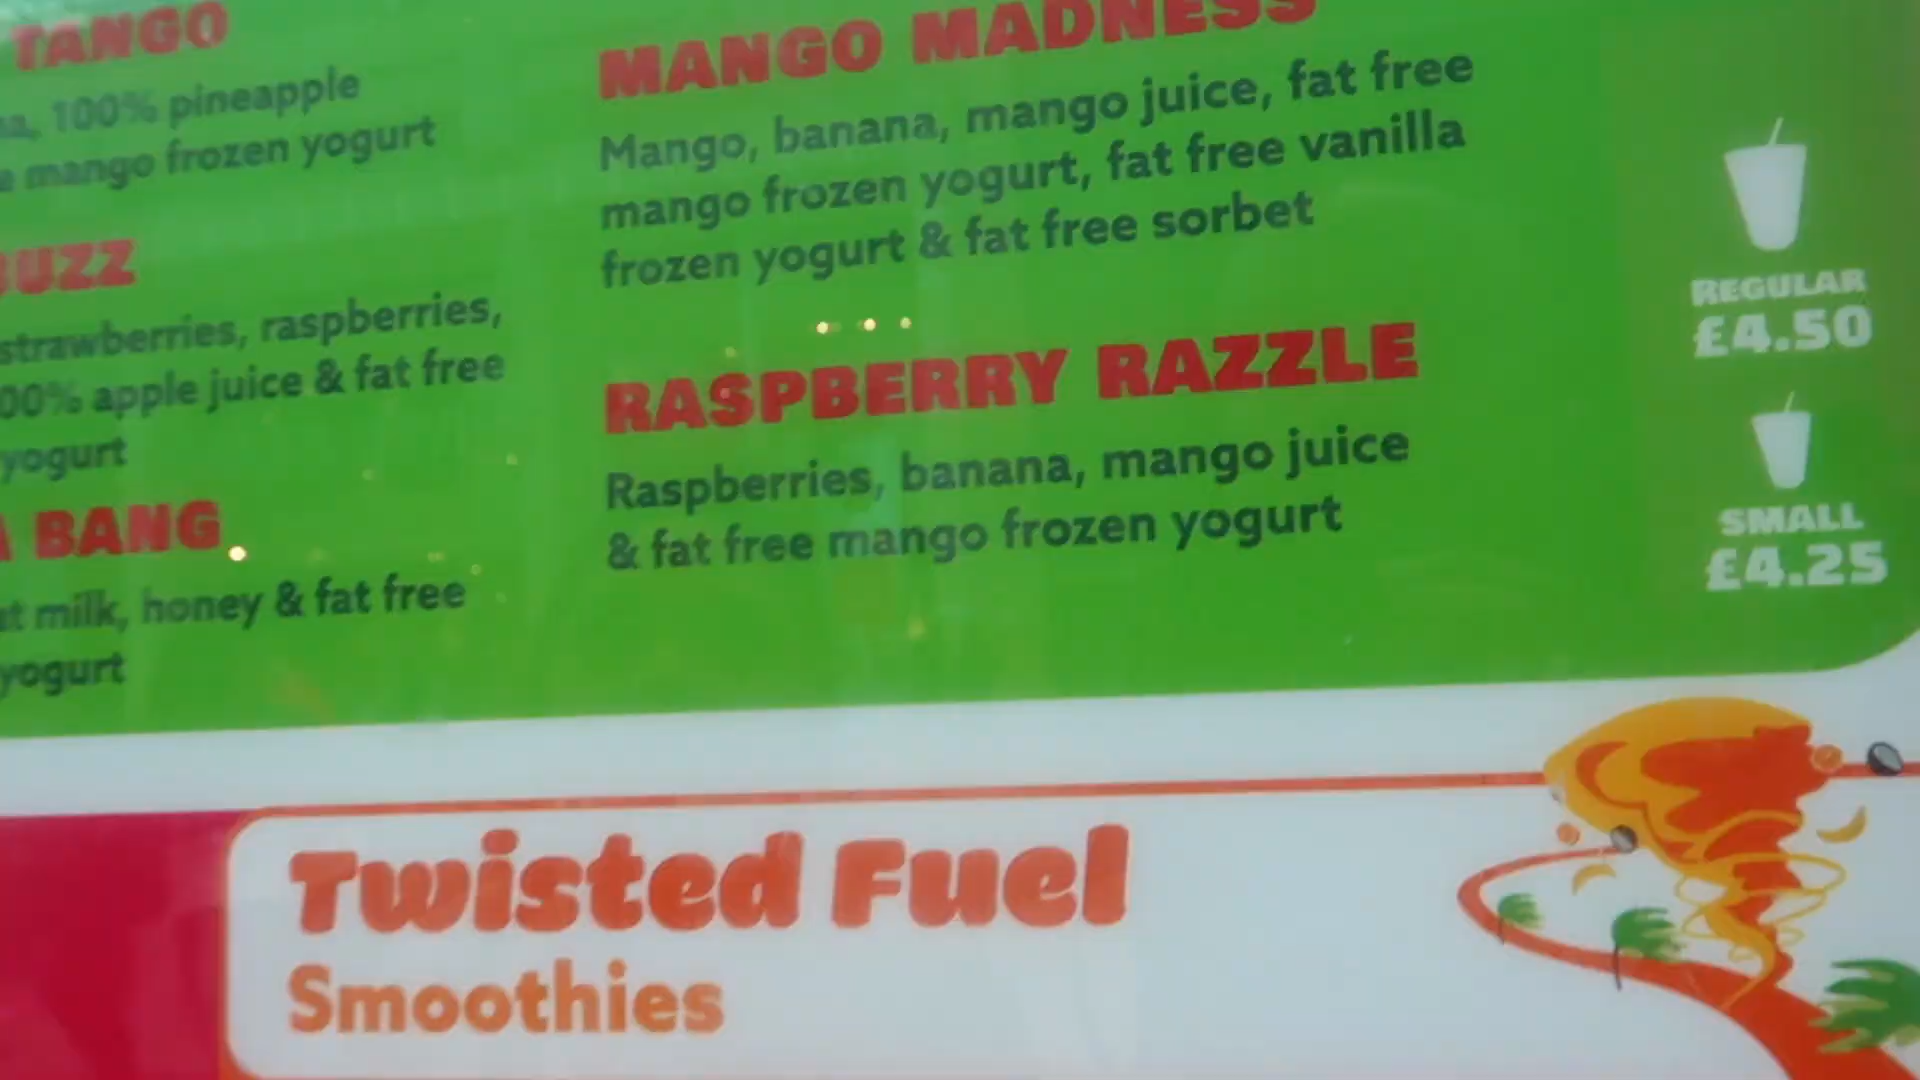 TANGO
100% pineapple
mango frozen yogurt
BUZZ
strawberries, raspberries,
100% apple juice & fat free
yogurt
BANG
milk, honey & fat free
yogurt
MANGO MADNESS
Mango, banana, mango juice, fat free
mango frozen yogurt, fat free vanilla
frozen yogurt & fat free sorbet
RASPBERRY RAZZLE
Raspberries, banana, mango juice
& fat free mango frozen yogurt
REGULAR
£4.50
SMALL
£4.25
Twisted Fuel
Smoothies